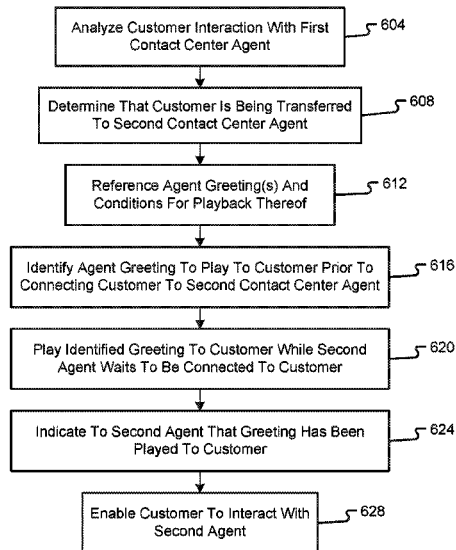 Analyze Customer Interaction With First
Contact Center Agent
604
Determine That Customer Is Being Transferred
To Second Contact Center Agent
608
Reference Agent Greeting(s) And
Conditions For Playback Thereof
612
Identify Agent Greeting To Play To Customer Prior To
Connecting Customer To Second Contact Center Agent
616
Play Identified Greeting To Customer While Second
Agent Waits To be Connected To Customer
620
Indicate To Second Agent That Greeting Has Been
Played To Customer
624
Enable Customer To Interact With
Second Agent
628